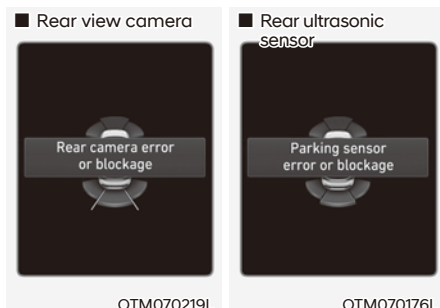 ■ Rear view camera
Rear camera error
or blockage
OTM070219L
■ Rear ultrasonic
sensor
Parking sensor
error or blockage
OTM070176L